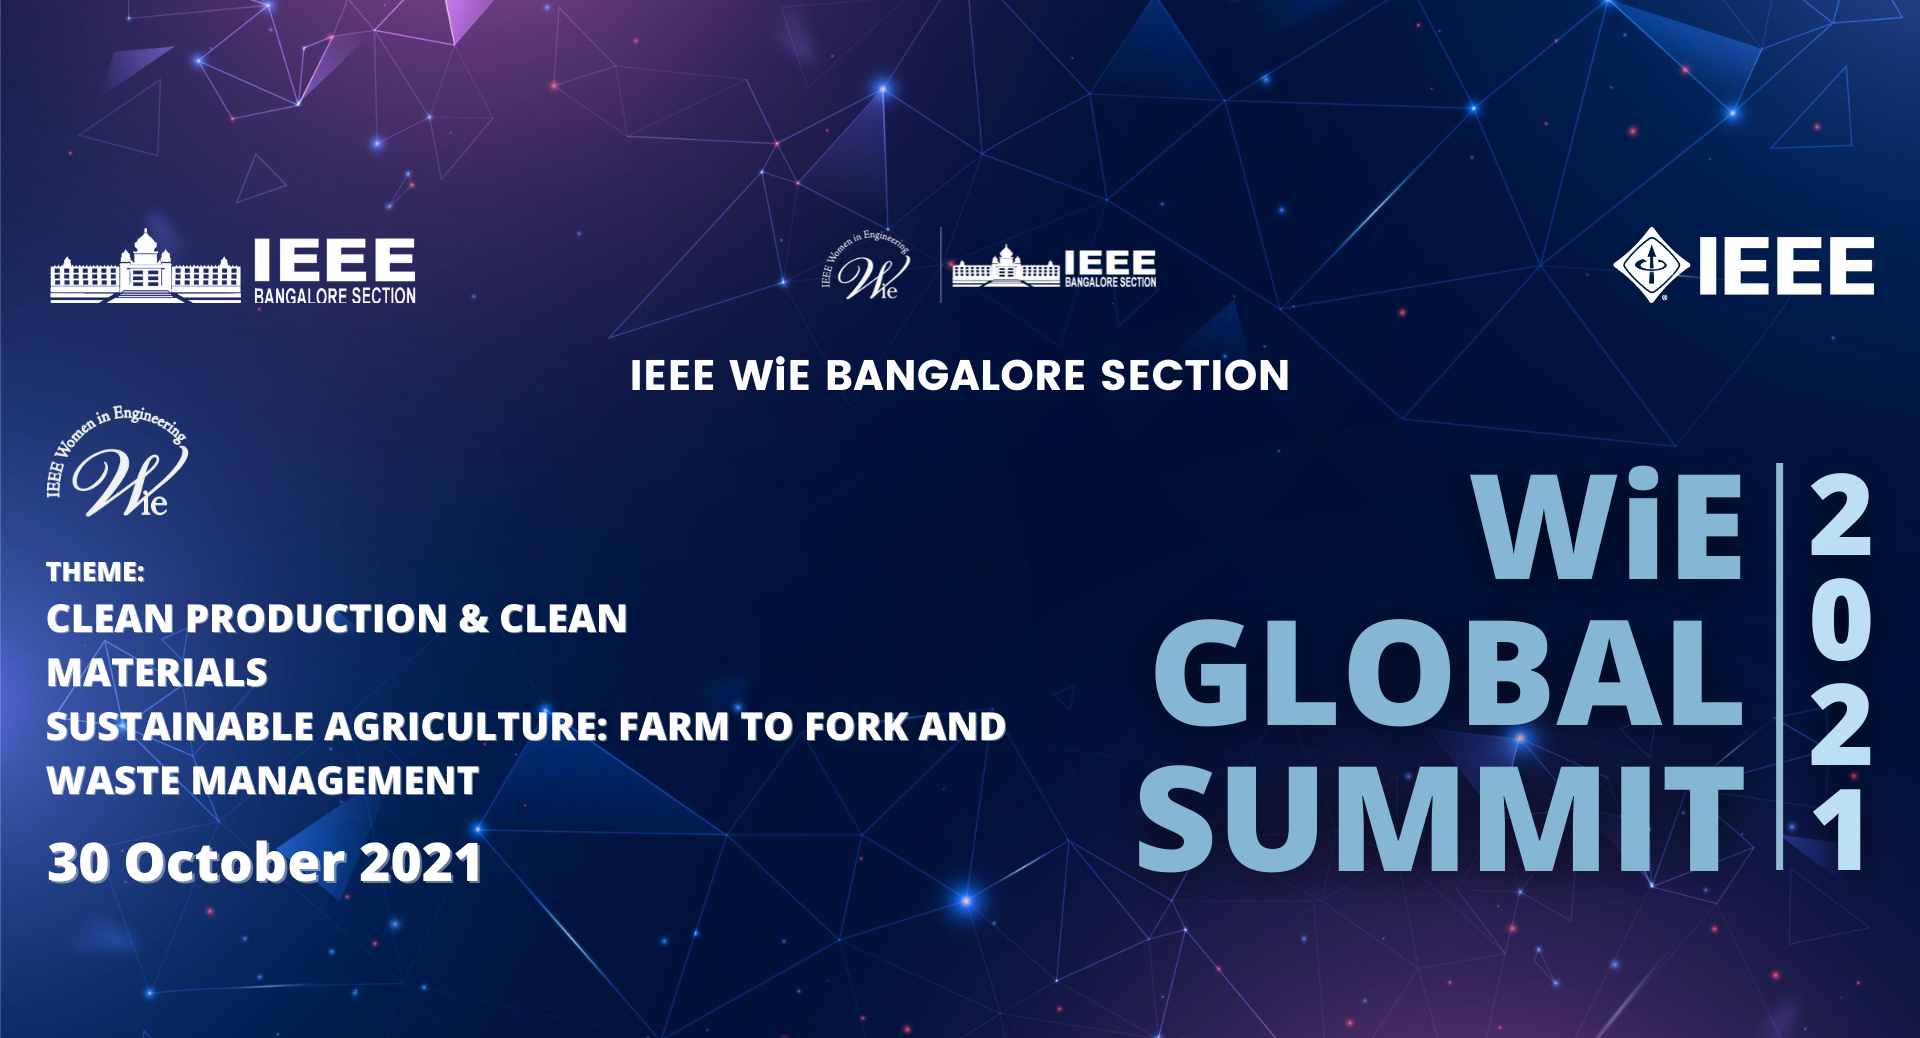 IEEE
BANGALORE SECTION
IEEE Women in Engineering
Wie
IEEE
BANGALORE SECTION
®
IEEE
IEEE WiE BANGALORE SECTION
IEEE Women in Engineering
Wie
THEME:
CLEAN PRODUCTION & CLEAN
MATERIALS
SUSTAINABLE AGRICULTURE: FARM TO FORK AND
WASTE MANAGEMENT
30 October 2021
WiE
GLOBAL
SUMMIT
2
0
2
1